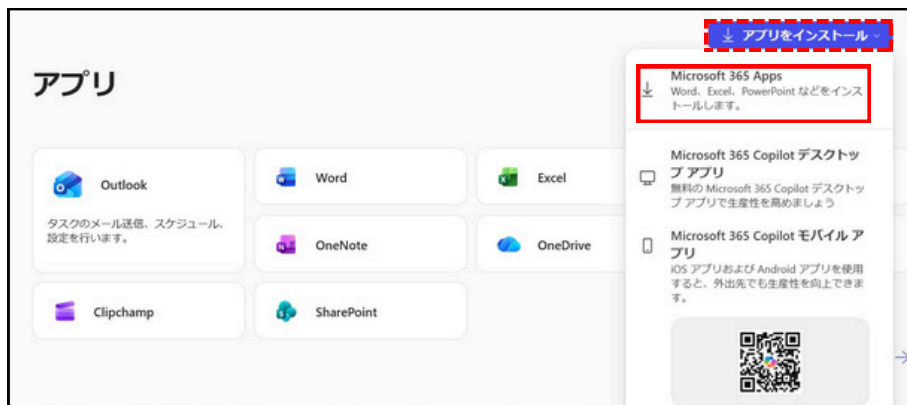 アプリをインストール
アプリ
Microsoft 365 Apps
Word、Excel、PowerPoint などをインス
トールします。
Outlook
タスクのメール送信、スケジュール、
設定を行います。
Word
Excel
OneNote
OneDrive
Clipchamp
SharePoint
Microsoft 365 Copilot デスクトッ
プ アプリ
無料の Microsoft 365 Copilot デスクトッ
プ アプリで生産性を高めましょう
Microsoft 365 Copilot モバイル ア
プリ
iOS アプリおよび Android アプリを使用
すると、外出先でも生産性を向上できま
す。